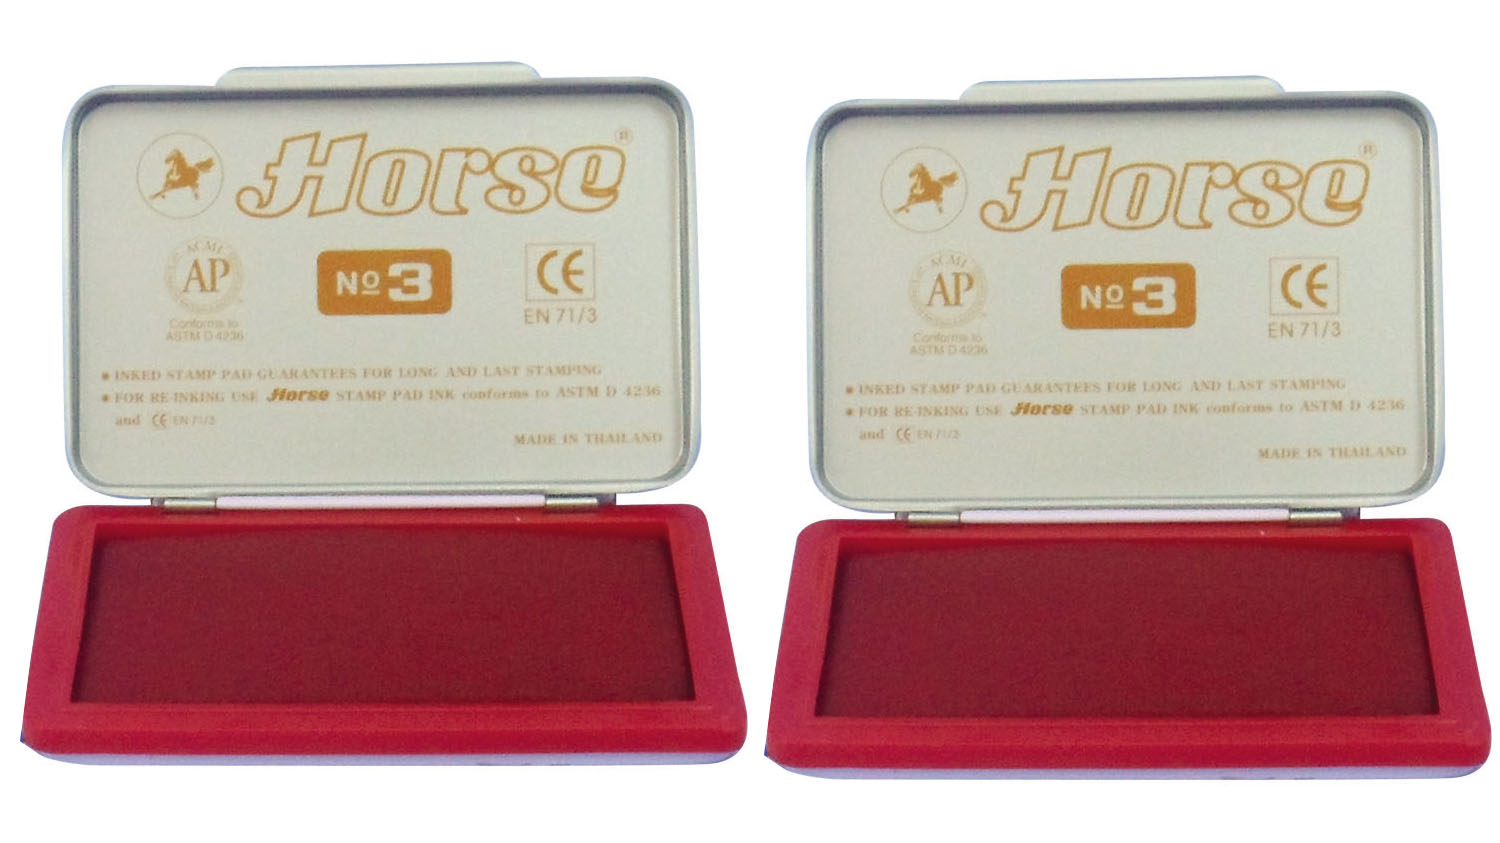 Horse®
ACMI
AP
Conforms to
ASTM D 4236
No 3
CE
EN 71/3
• INKED STAMP PAD GUARANTEES FOR LONG AND LAST STAMPING
• FOR RE-INKING USE Horse STAMP PAD INK conforms to ASTM D 4236
and CE EN 71/3
MADE IN THAILAND
Horse®
ACMI
AP
Conforms to
ASTM D 4236
No 3
CE
EN 71/3
• INKED STAMP PAD GUARANTEES FOR LONG AND LAST STAMPING
• FOR RE-INKING USE Horse STAMP PAD INK conforms to ASTM D 4236
and CE EN 71/3
MADE IN THAILAND